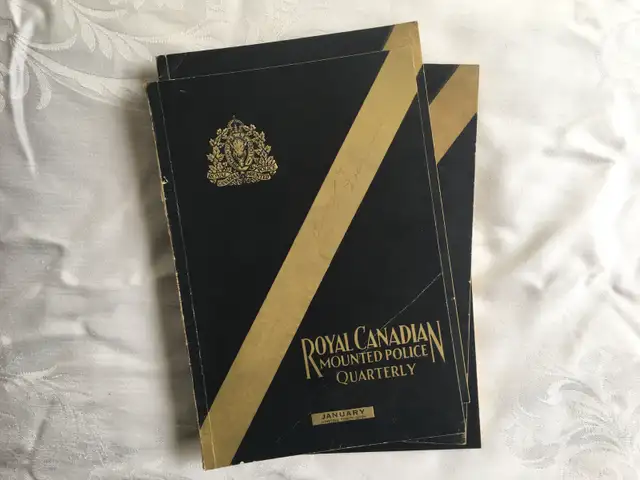 ROYAL CANADIAN
MOUNTED POLICE
QUARTERLY
JANUARY